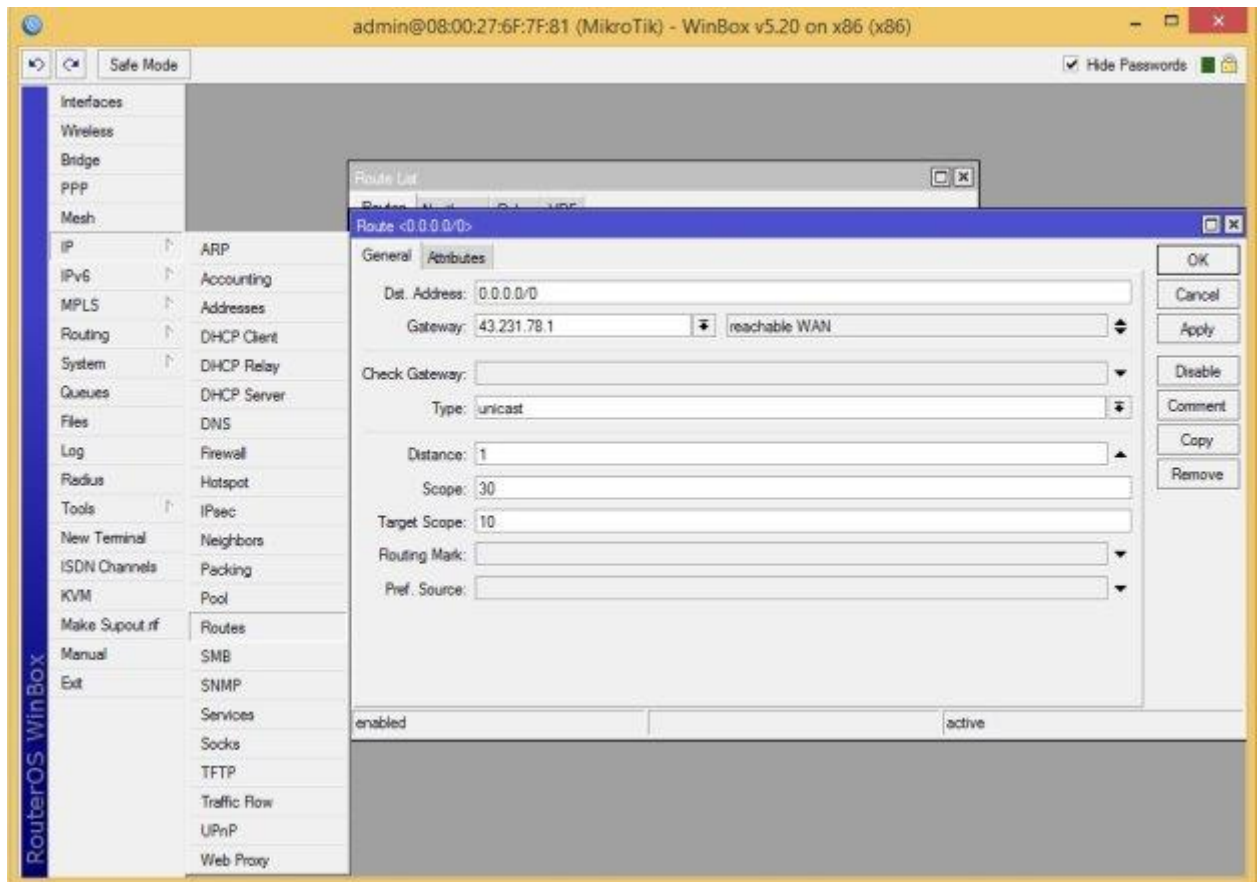 admin@08:00:27:6F:7F:81 (MikroTik) - WinBox v5.20 on x86 (x86)
Safe Mode
Hide Passwords
Interfaces
Wireless
Bridge
PPP
Mesh
IP
IPv6
MPLS
Routing
System
Queues
Files
Log
Radius
Tools
New Terminal
ISDN Channels
KVM
Make Supout.rif
Manual
Exit
RouterOS WinBox
ARP
Accounting
Addresses
DHCP Client
DHCP Relay
DHCP Server
DNS
Firewall
Hotspot
IPsec
Neighbors
Packing
Pool
Routes
SMB
SNMP
Services
Socks
TFTP
Traffic Flow
UPnP
Web Proxy
Route List
Route <0.0.0.0/0>
General Attributes
Dst. Address: 0.0.0.0/0
Gateway: 43.231.78.1 reachable WAN
Check Gateway:
Type: unicast
Distance: 1
Scope: 30
Target Scope: 10
Routing Mark:
Pref. Source:
OK
Cancel
Apply
Disable
Comment
Copy
Remove
enabled active